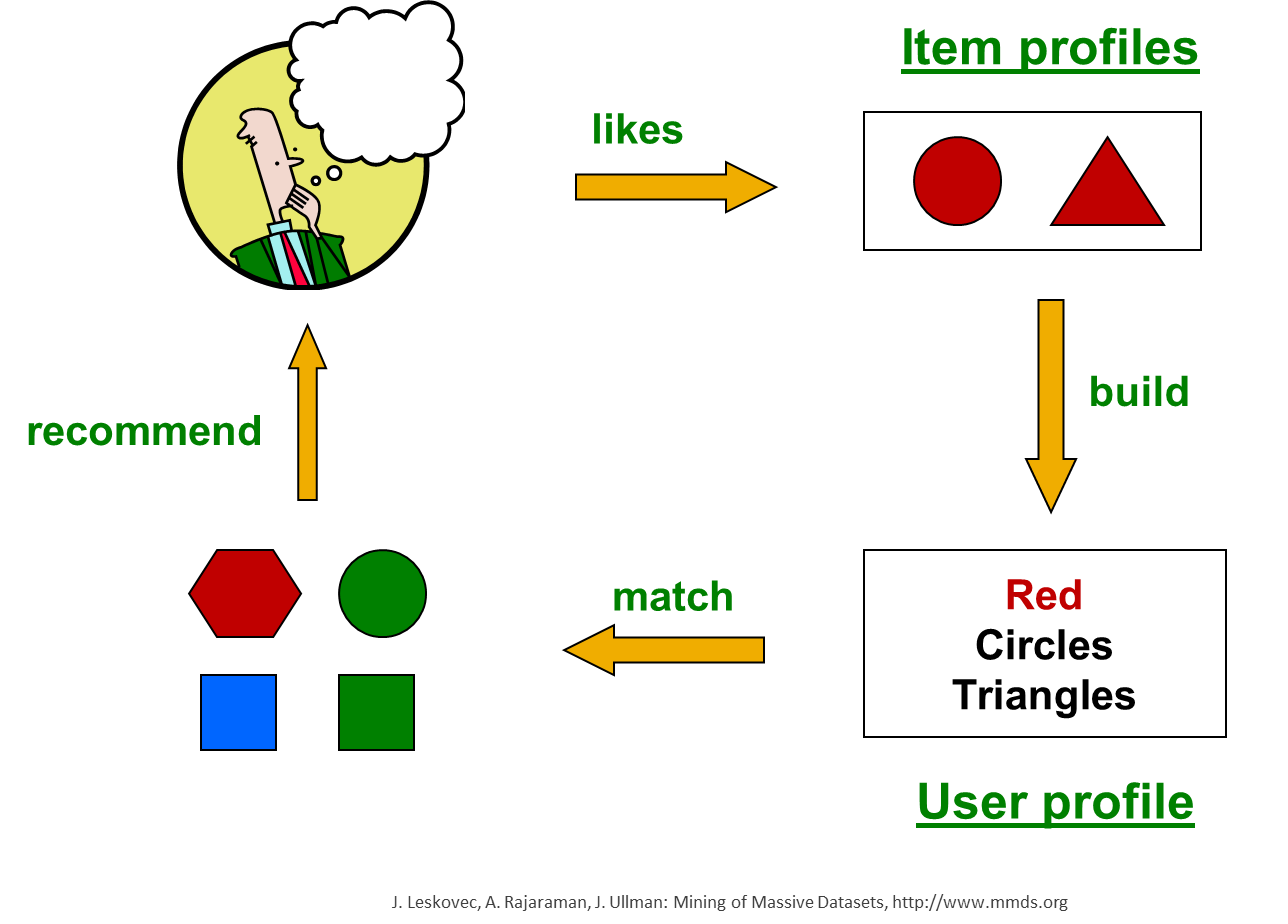 Item profiles
likes
recommend
build
match
Red
Circles
Triangles
User profile
J. Leskovec, A. Rajaraman, J. Ullman: Mining of Massive Datasets, http://www.mmds.org